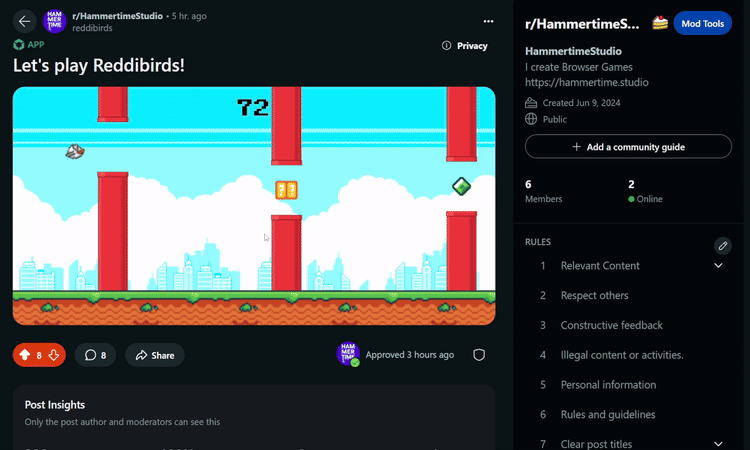 r/HammertimeStudio • 5 hr. ago
reddibirds
APP
Privacy
Let's play Reddibirds!
72
? ?
8
8
Share
HAMMERTIME
Approved 3 hours ago
Post Insights
Only the post author and moderators can see this
r/HammertimeS...
Mod Tools
HammertimeStudio
I create Browser Games
https://hammertime.studio
Created Jun 9, 2024
Public
+ Add a community guide
6
2
Members
Online
RULES
1 Relevant Content
2 Respect others
3 Constructive feedback
4 Illegal content or activities.
5 Personal information
6 Rules and guidelines
7 Clear post titles